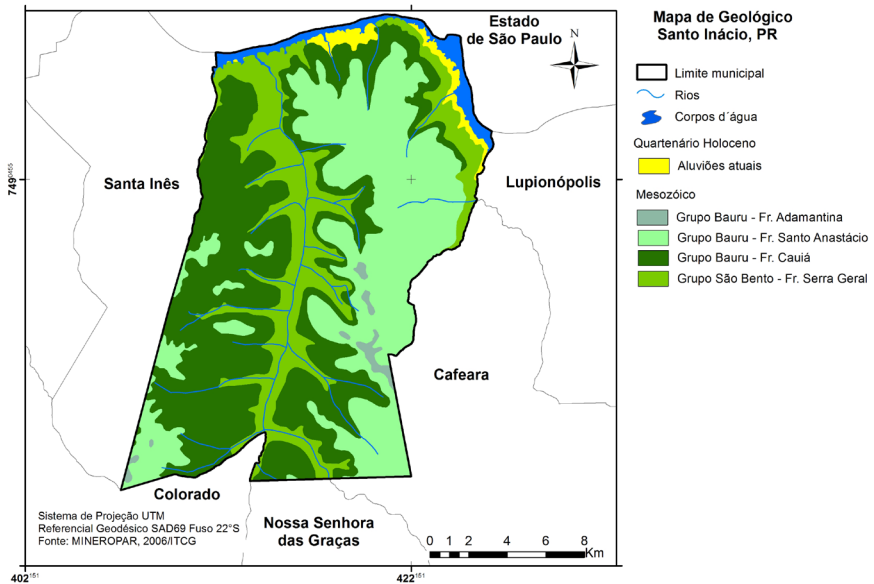 Estado
de São Paulo
N
Santa Inês
Lupionópolis
Cafeara
Colorado
Nossa Senhora
das Graças
Sistema de Projeção UTM
Referencial Geodésico SAD69 Fuso 22°S
Fonte: MINEROPAR, 2006/ITCG
0 1 2 4 6 8
Km
402151
422151
Mapa de Geológico
Santo Inácio, PR
Limite municipal
Rios
Corpos d´água
Quartenário Holoceno
Aluviões atuais
Mesozóico
Grupo Bauru - Fr. Adamantina
Grupo Bauru - Fr. Santo Anastácio
Grupo Bauru - Fr. Cauiá
Grupo São Bento - Fr. Serra Geral